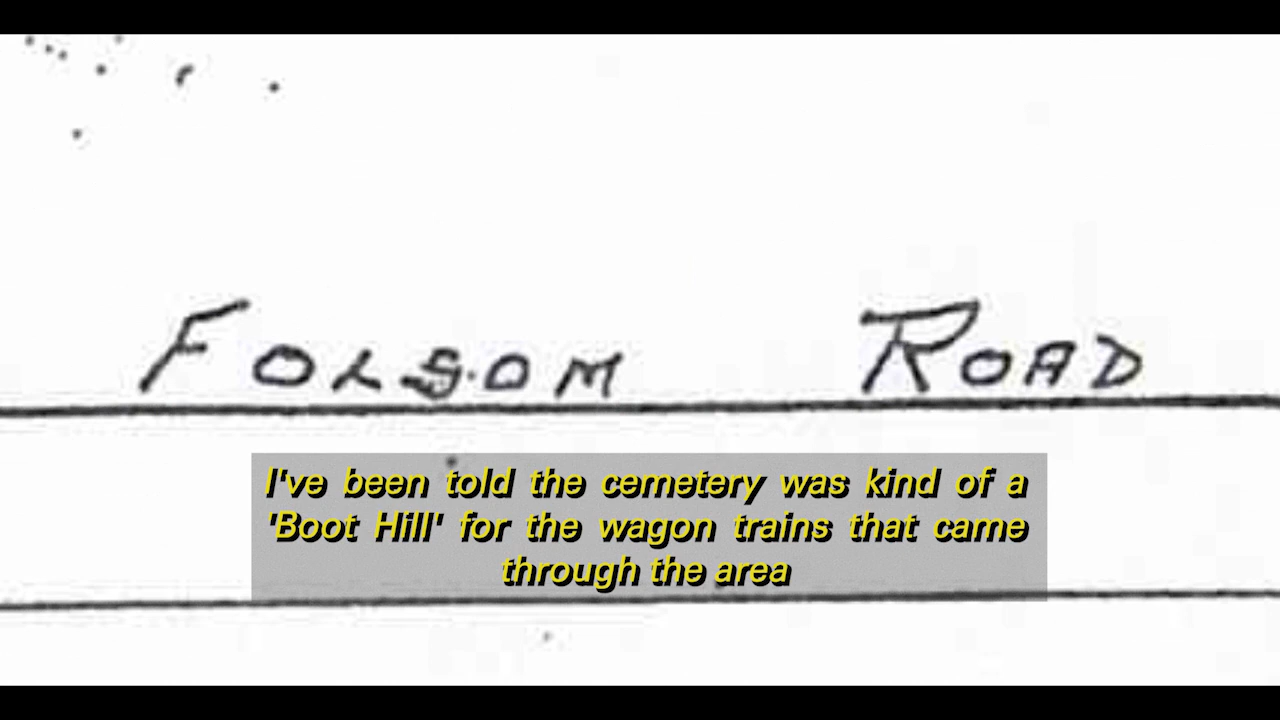 FOLSOM ROAD
I've been told the cemetery was kind of a
'Boot Hill' for the wagon trains that came
through the area